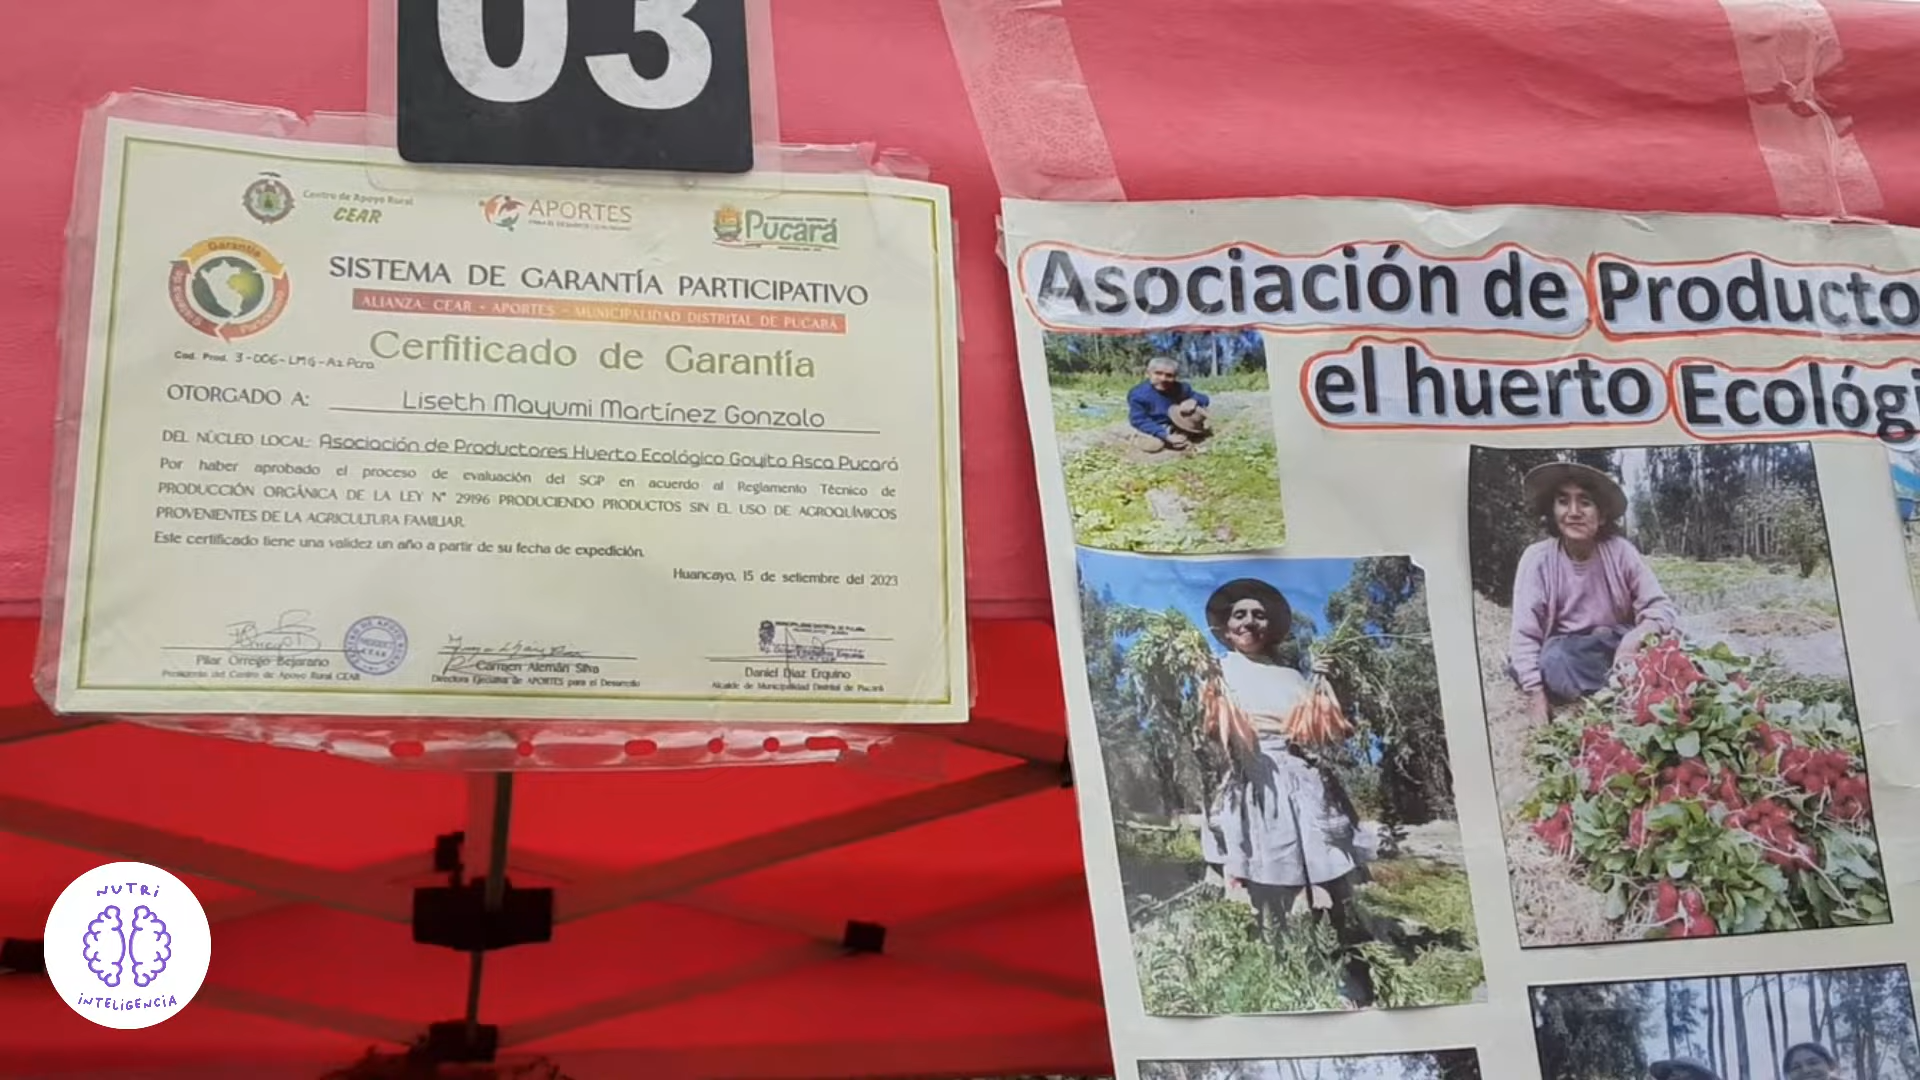 03
Centro de Apoyo Rural
CEAR
APORTES
Pucará
Garantía
SISTEMA DE GARANTÍA PARTICIPATIVO
ALIANZA: CEAR - APORTES - MUNICIPALIDAD DISTRITAL DE PUCARÁ
Cerfiticado de Garantía
Cod. Prod. 3-006-LMG-A2 Pcra
OTORGADO A: Liseth Mayumi Martínez Gonzalo
DEL NÚCLEO LOCAL: Asociación de Productores Huerto Ecológico Goyito Asca Pucará
Por haber aprobado el proceso de evaluación del SGP en acuerdo al Reglamento Técnico de
PRODUCCIÓN ORGÁNICA DE LA LEY N° 29196 PRODUCIENDO PRODUCTOS SIN EL USO DE AGROQUÍMICOS
PROVENIENTES DE LA AGRICULTURA FAMILIAR.
Este certificado tiene una validez un año a partir de su fecha de expedición.
Huancayo, 15 de setiembre del 2023
Pilar Orrego Bejarano
Presidenta del Centro de Apoyo Rural CEAR
Carmen Alemán Silva
Directora Ejecutiva de APORTES para el Desarrollo
Daniel Díaz Erquino
Alcalde de Municipalidad Distrital de Pucará
Asociación de Producto
el huerto Ecológi
NUTRI
INTELIGENCIA